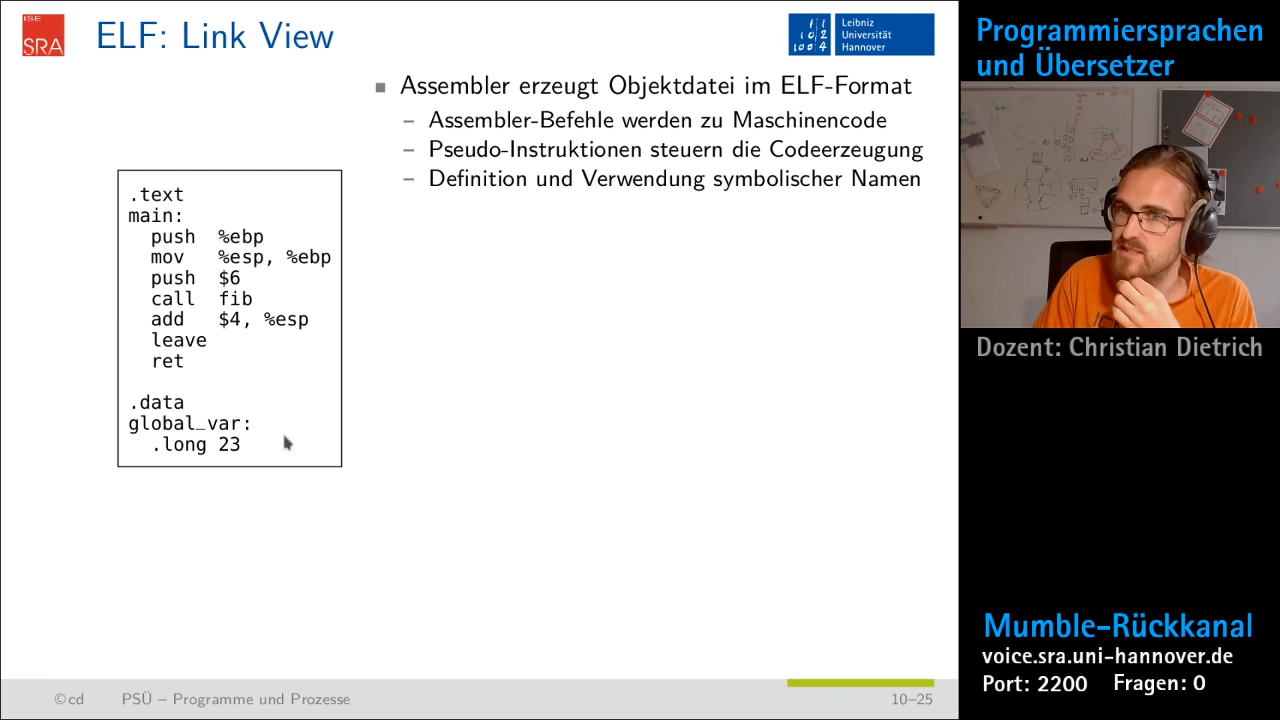 ISE
SRA
ELF: Link View
Leibniz
Universität
Hannover
Assembler erzeugt Objektdatei im ELF-Format
– Assembler-Befehle werden zu Maschinencode
– Pseudo-Instruktionen steuern die Codeerzeugung
– Definition und Verwendung symbolischer Namen
.text
main:
push %ebp
mov %esp, %ebp
push $6
call fib
add $4, %esp
leave
ret
.data
global_var:
.long 23
©cd PSÜ – Programme und Prozesse 10–25
Programmiersprachen
und Übersetzer
Dozent: Christian Dietrich
Mumble-Rückkanal
voice.sra.uni-hannover.de
Port: 2200 Fragen: 0